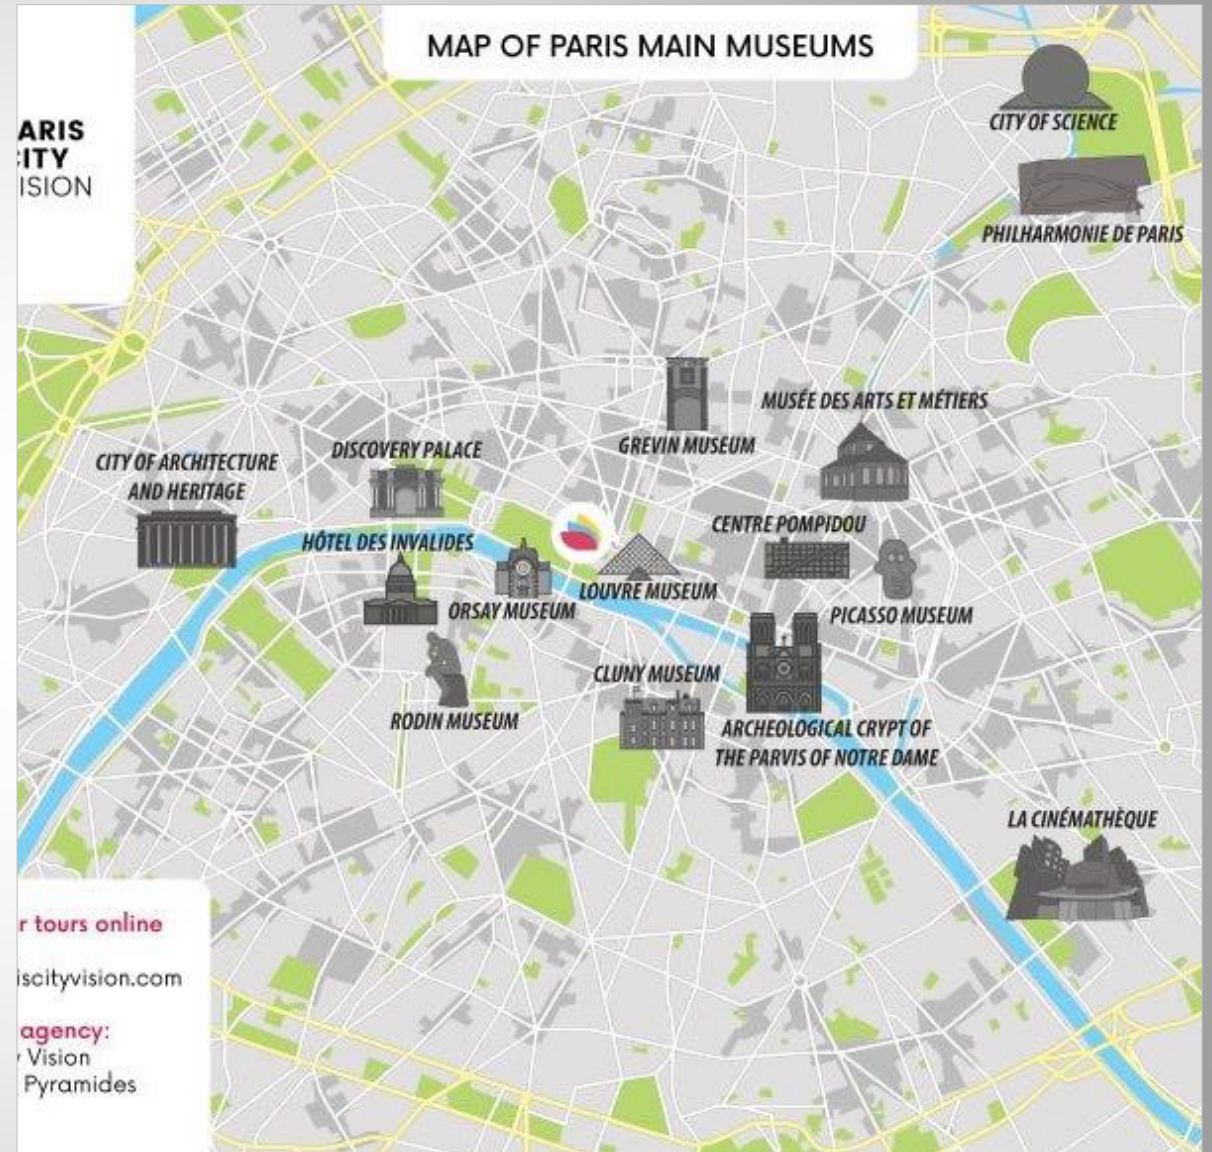 MAP OF PARIS MAIN MUSEUMS
ARIS
CITY
ISION
CITY OF SCIENCE
PHILHARMONIE DE PARIS
MUSÉE DES ARTS ET MÉTIERS
GREVIN MUSEUM
DISCOVERY PALACE
CITY OF ARCHITECTURE
AND HERITAGE
HÔTEL DES INVALIDES
CENTRE POMPIDOU
LOUVRE MUSEUM
ORSAY MUSEUM
PICASSO MUSEUM
CLUNY MUSEUM
RODIN MUSEUM
ARCHEOLOGICAL CRYPT OF
THE PARVIS OF NOTRE DAME
LA CINÉMATHÈQUE
r tours online
iscityvision.com
agency:
Vision
Pyramides